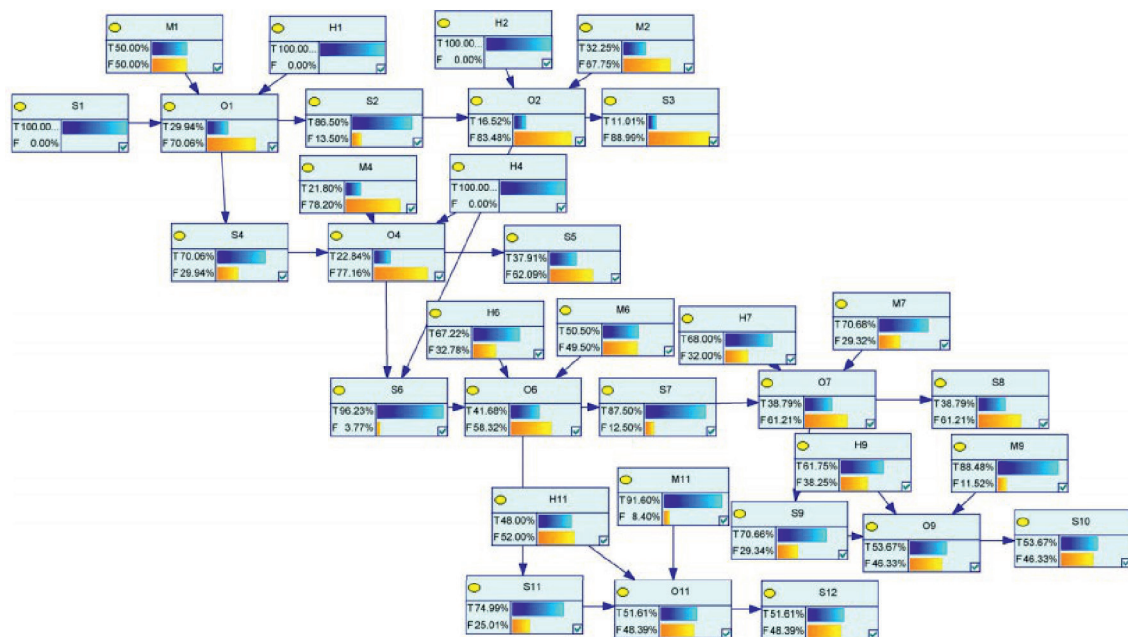 M1
T 50.00%
F 50.00%
H1
T 100.00...
F 0.00%
H2
T 100.00...
F 0.00%
M2
T 32.25%
F 67.75%
S1
T 100.00...
F 0.00%
O1
T 29.94%
F 70.06%
S2
T 86.50%
F 13.50%
O2
T 16.52%
F 83.48%
S3
T 11.01%
F 88.99%
M4
T 21.80%
F 78.20%
H4
T 100.00...
F 0.00%
S4
T 70.06%
F 29.94%
O4
T 22.84%
F 77.16%
S5
T 37.91%
F 62.09%
H6
T 67.22%
F 32.78%
M6
T 50.50%
F 49.50%
H7
T 68.00%
F 32.00%
M7
T 70.68%
F 29.32%
S6
T 96.23%
F 3.77%
O6
T 41.68%
F 58.32%
S7
T 87.50%
F 12.50%
O7
T 38.79%
F 61.21%
S8
T 38.79%
F 61.21%
H9
T 61.75%
F 38.25%
M9
T 88.48%
F 11.52%
H11
T 48.00%
F 52.00%
M11
T 91.60%
F 8.40%
S9
T 70.66%
F 29.34%
O9
T 53.67%
F 46.33%
S10
T 53.67%
F 46.33%
S11
T 74.99%
F 25.01%
O11
T 51.61%
F 48.39%
S12
T 51.61%
F 48.39%